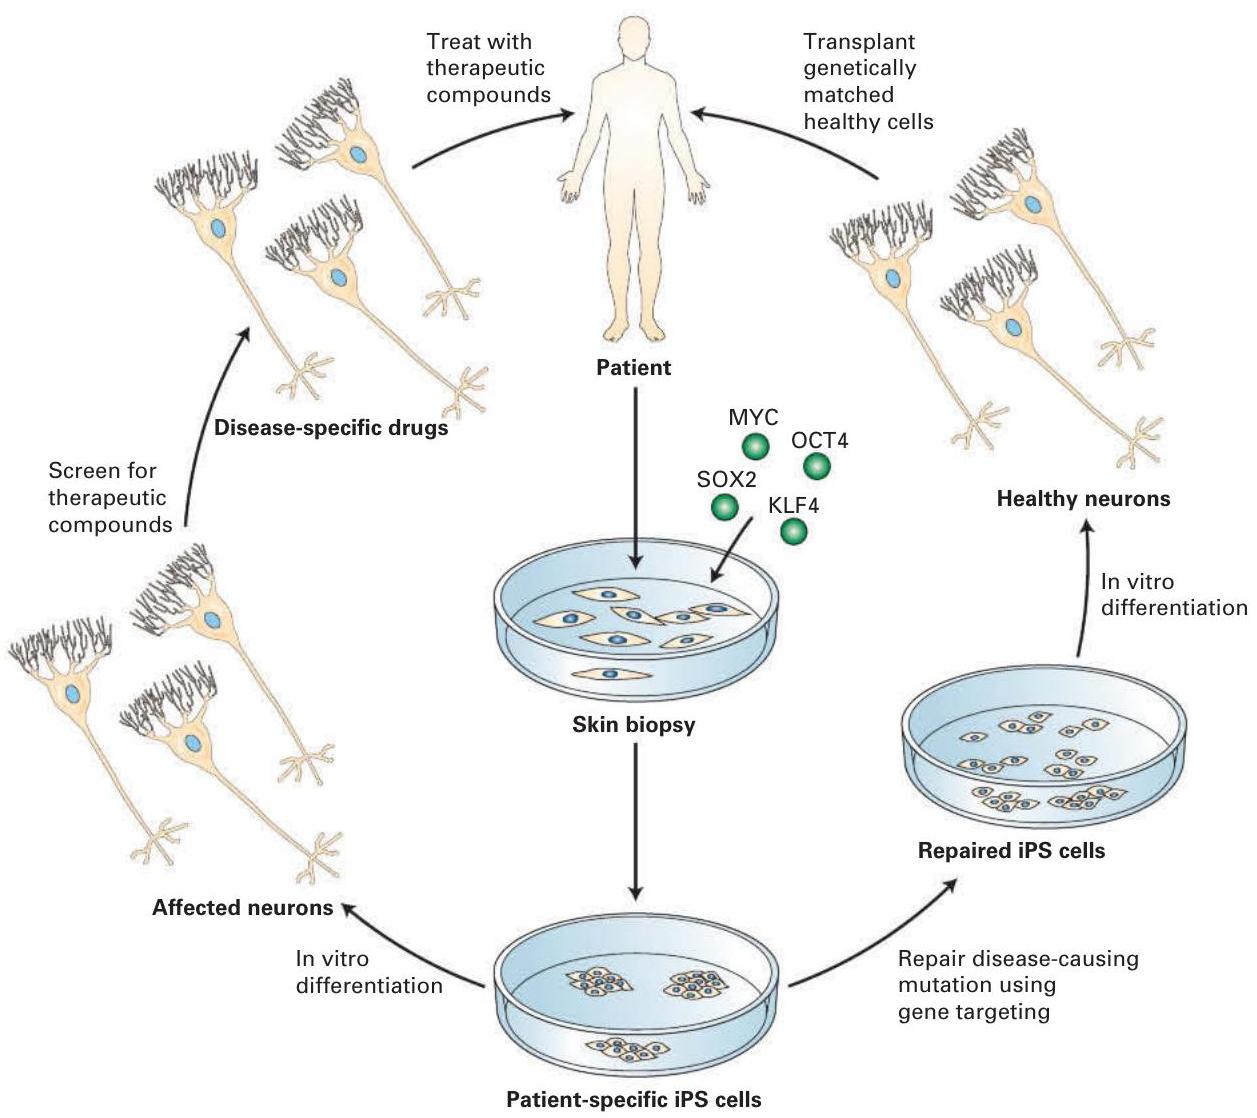 Treat with
therapeutic
compounds
Transplant
genetically
matched
healthy cells
Patient
MYC
OCT4
SOX2
KLF4
Disease-specific drugs
Screen for
therapeutic
compounds
Healthy neurons
In vitro
differentiation
Skin biopsy
Repaired iPS cells
Affected neurons
In vitro
differentiation
Repair disease-causing
mutation using
gene targeting
Patient-specific iPS cells